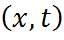 (x, t)